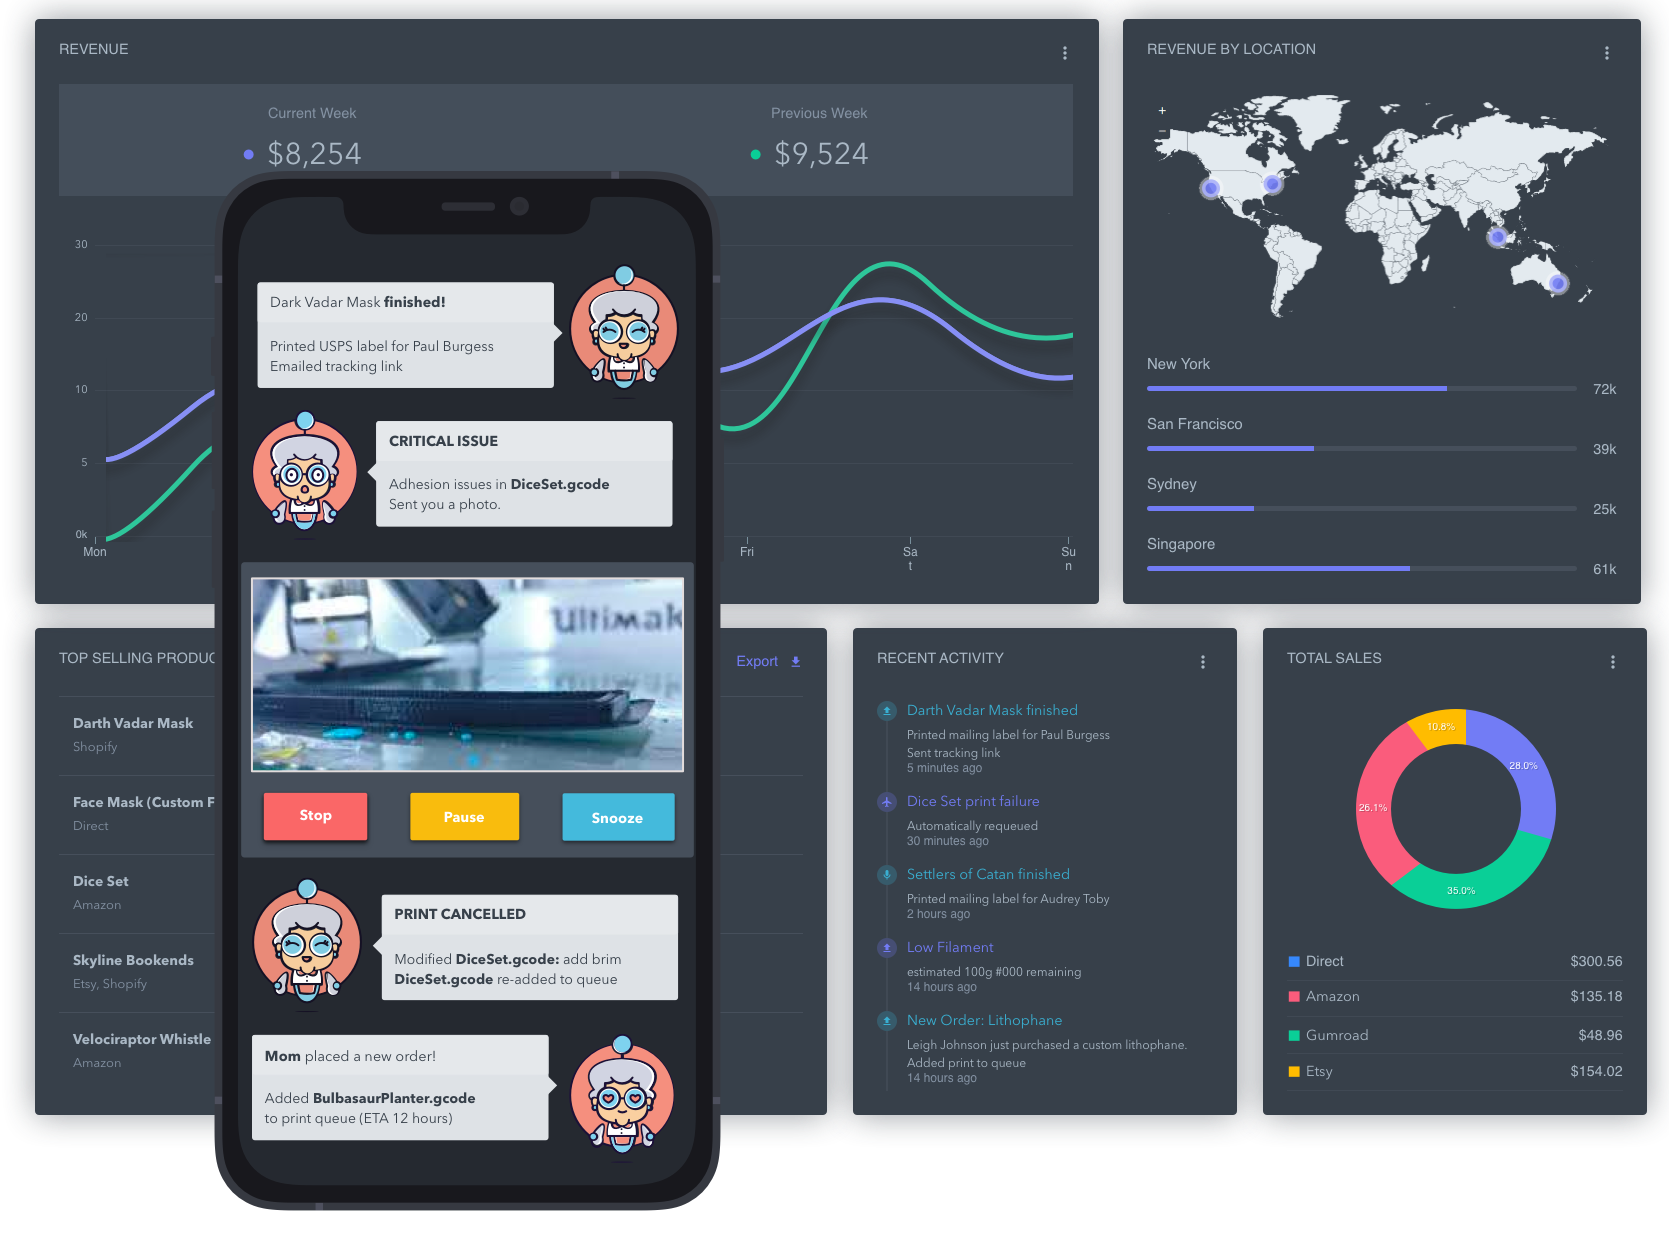 REVENUE
Current Week
Previous Week
$8,254
$9,524
30
20
10
5
0k
Mon
Fri
Sa
t
Su
n
REVENUE BY LOCATION
+
−
New York
72k
San Francisco
39k
Sydney
25k
Singapore
61k
Dark Vadar Mask finished!
Printed USPS label for Paul Burgess
Emailed tracking link
CRITICAL ISSUE
Adhesion issues in DiceSet.gcode
Sent you a photo.
Ultimak
Stop
Pause
Snooze
PRINT CANCELLED
Modified DiceSet.gcode: add brim
DiceSet.gcode re-added to queue
Mom placed a new order!
Added BulbasaurPlanter.gcode
to print queue (ETA 12 hours)
TOP SELLING PRODUC
Export
Darth Vadar Mask
Shopify
Face Mask (Custom F
Direct
Dice Set
Amazon
Skyline Bookends
Etsy, Shopify
Velociraptor Whistle
Amazon
RECENT ACTIVITY
Darth Vadar Mask finished
Printed mailing label for Paul Burgess
Sent tracking link
5 minutes ago
Dice Set print failure
Automatically requeued
30 minutes ago
Settlers of Catan finished
Printed mailing label for Audrey Toby
2 hours ago
Low Filament
estimated 100g #000 remaining
14 hours ago
New Order: Lithophane
Leigh Johnson just purchased a custom lithophane.
Added print to queue
14 hours ago
TOTAL SALES
10.8%
28.0%
26.1%
35.0%
Direct
$300.56
Amazon
$135.18
Gumroad
$48.96
Etsy
$154.02